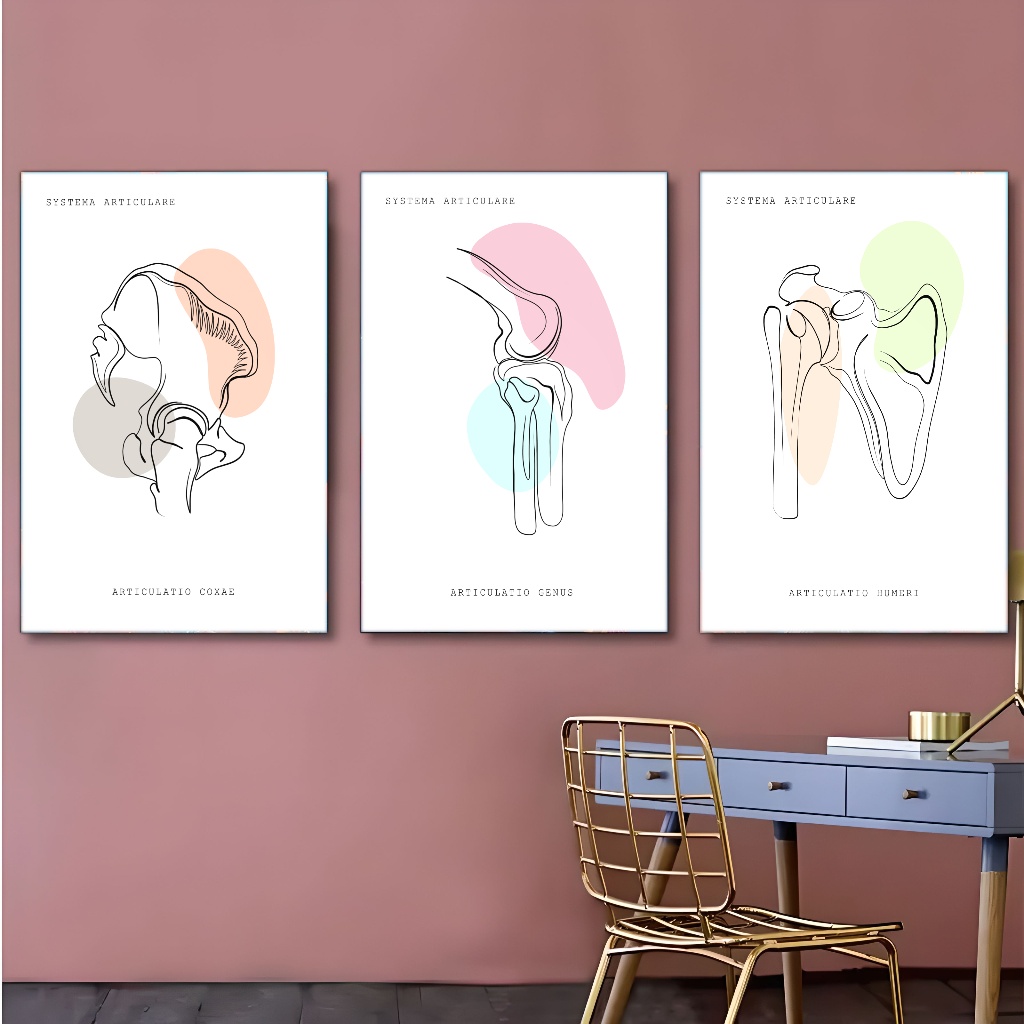 SYSTEMA ARTICULARE
ARTICULATIO COXAE
SYSTEMA ARTICULARE
ARTICULATIO GENUS
SYSTEMA ARTICULARE
ARTICULATIO HUMERI